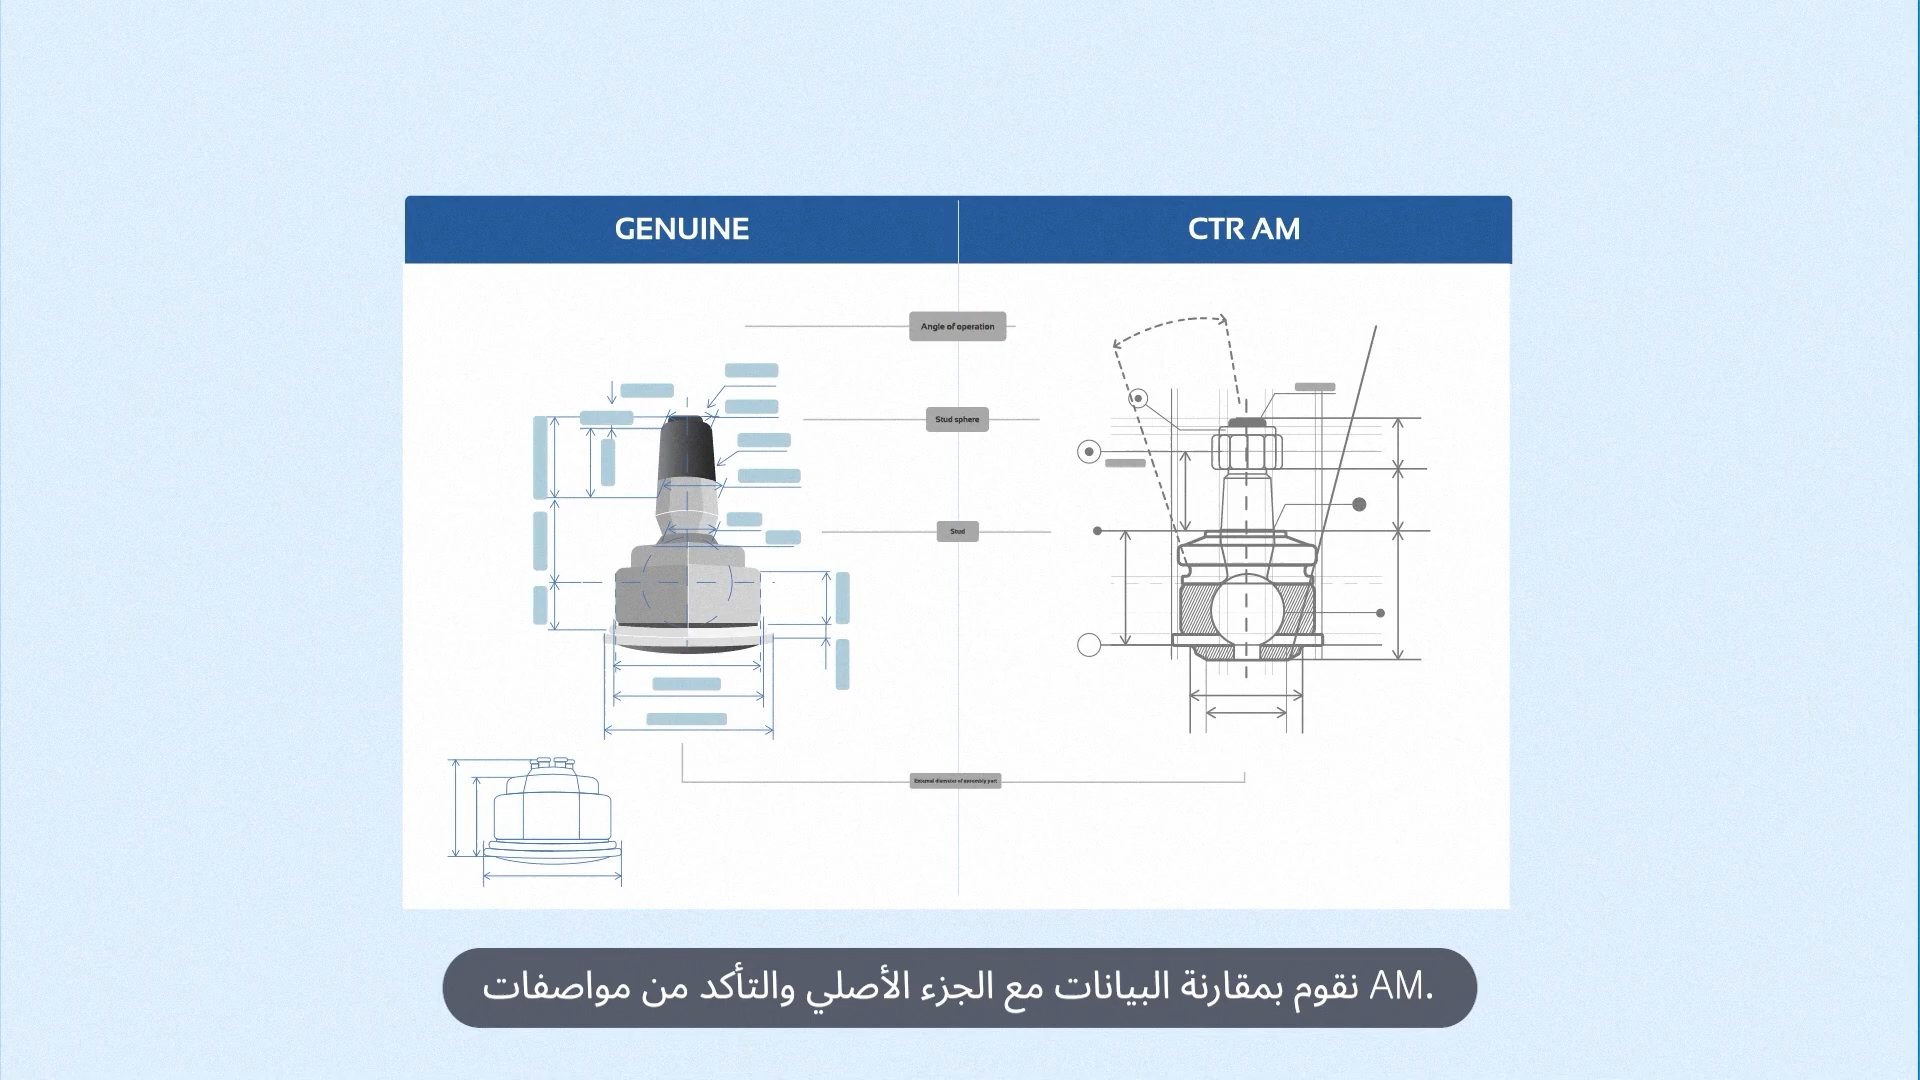 GENUINE
CTR AM
Angle of operation
Stud sphere
Stud
External diameter of assembly part
نقوم بمقارنة البيانات مع الجزء الأصلي والتأكد من مواصفات AM.